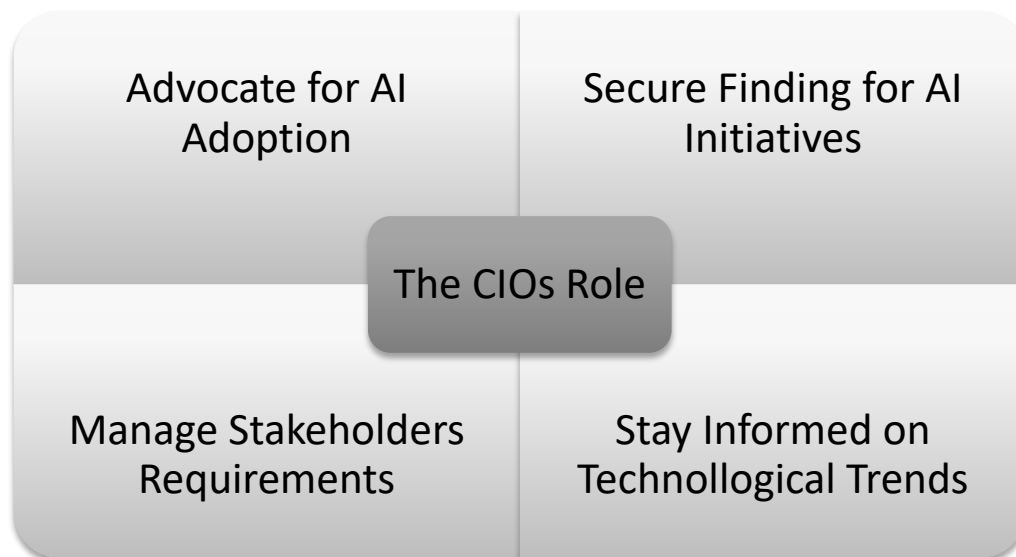 Advocate for AI
Adoption
Secure Finding for AI
Initiatives
The CIOs Role
Manage Stakeholders
Requirements
Stay Informed on
Technollogical Trends